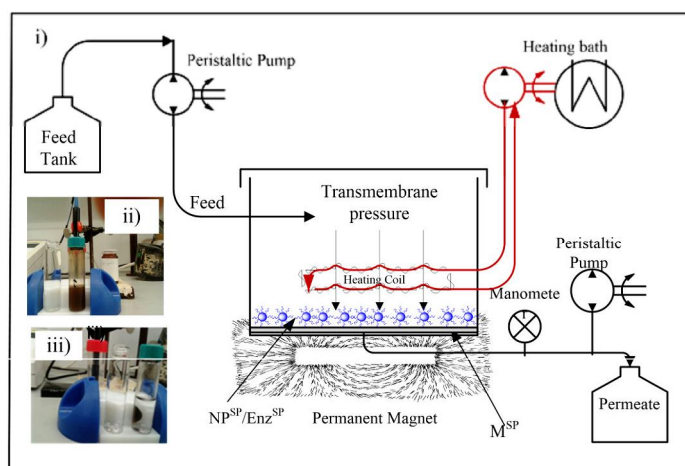 i)
Peristaltic Pump
Heating bath
Feed
Tank
ii)
Feed
Transmembrane
pressure
Heating Coil
Peristaltic
Pump
Manomete
r
iii)
NP^SP/Enz^SP
Permanent Magnet
M^SP
Permeate